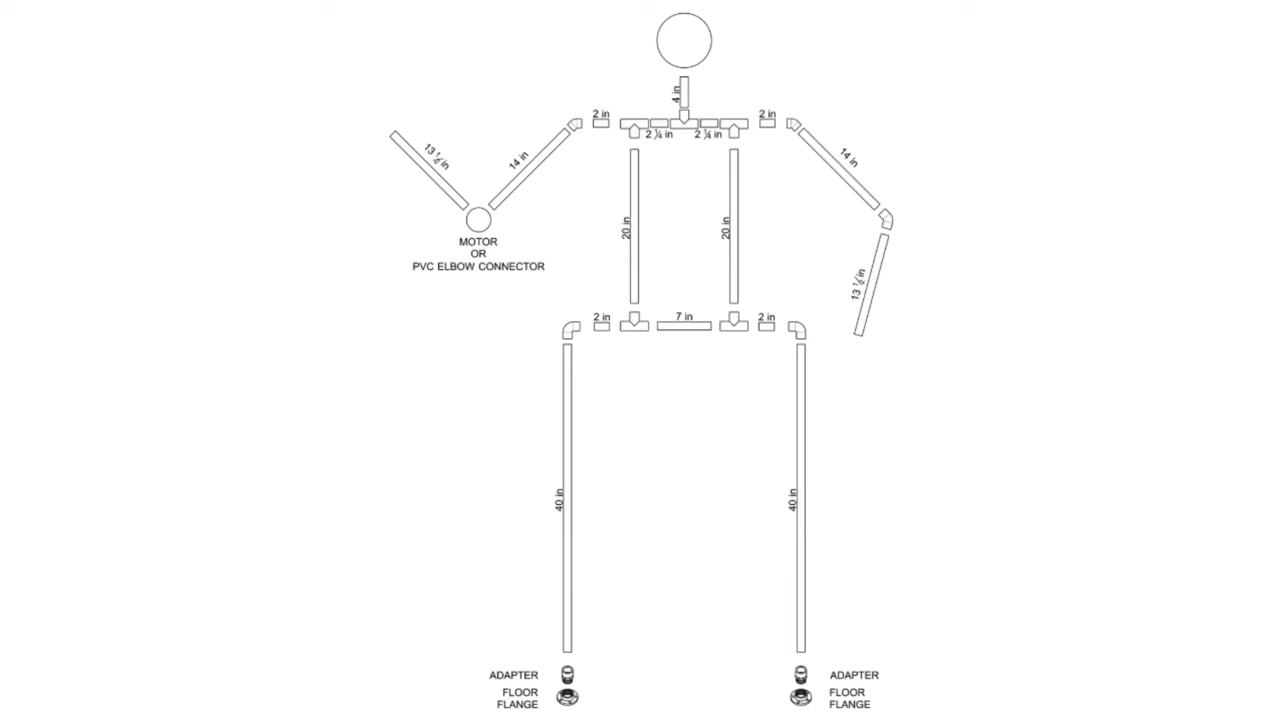 4 in
2 in
2 in
2 ¼ in
2 ¼ in
13 ½ in
14 in
14 in
20 in
20 in
MOTOR
OR
PVC ELBOW CONNECTOR
13 ½ in
2 in
7 in
2 in
40 in
40 in
ADAPTER
ADAPTER
FLOOR
FLANGE
FLOOR
FLANGE